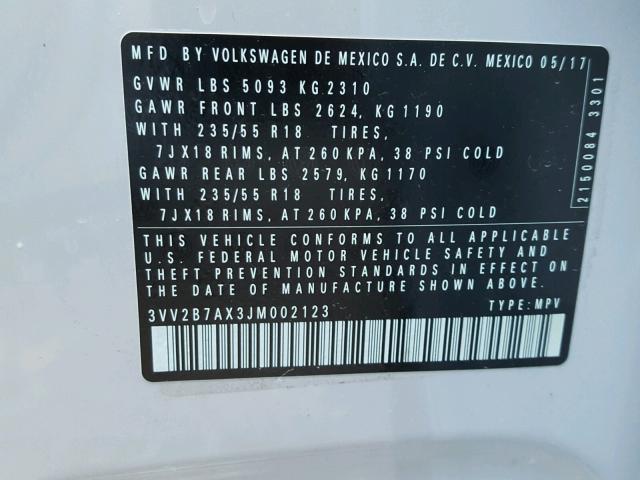 MFD. BY VOLKSWAGEN DE MEXICO S.A. DE C.V. MEXICO 05/17
GVWR LBS 5093 KG.2310
GAWR FRONT LBS 2624, KG 1190
WITH 235/55 R18 TIRES,
7JX18 RIMS, AT 260 KPA, 38 PSI COLD
GAWR REAR LBS 2579, KG 1170
WITH 235/55 R18 TIRES,
7JX18 RIMS, AT 260 KPA, 38 PSI COLD
THIS VEHICLE CONFORMS TO ALL APPLICABLE
U.S. FEDERAL MOTOR VEHICLE SAFETY AND
THEFT PREVENTION STANDARDS IN EFFECT ON
THE DATE OF MANUFACTURE SHOWN ABOVE.
3VV2B7AX3JM002123 TYPE: MPV
2150084 3301